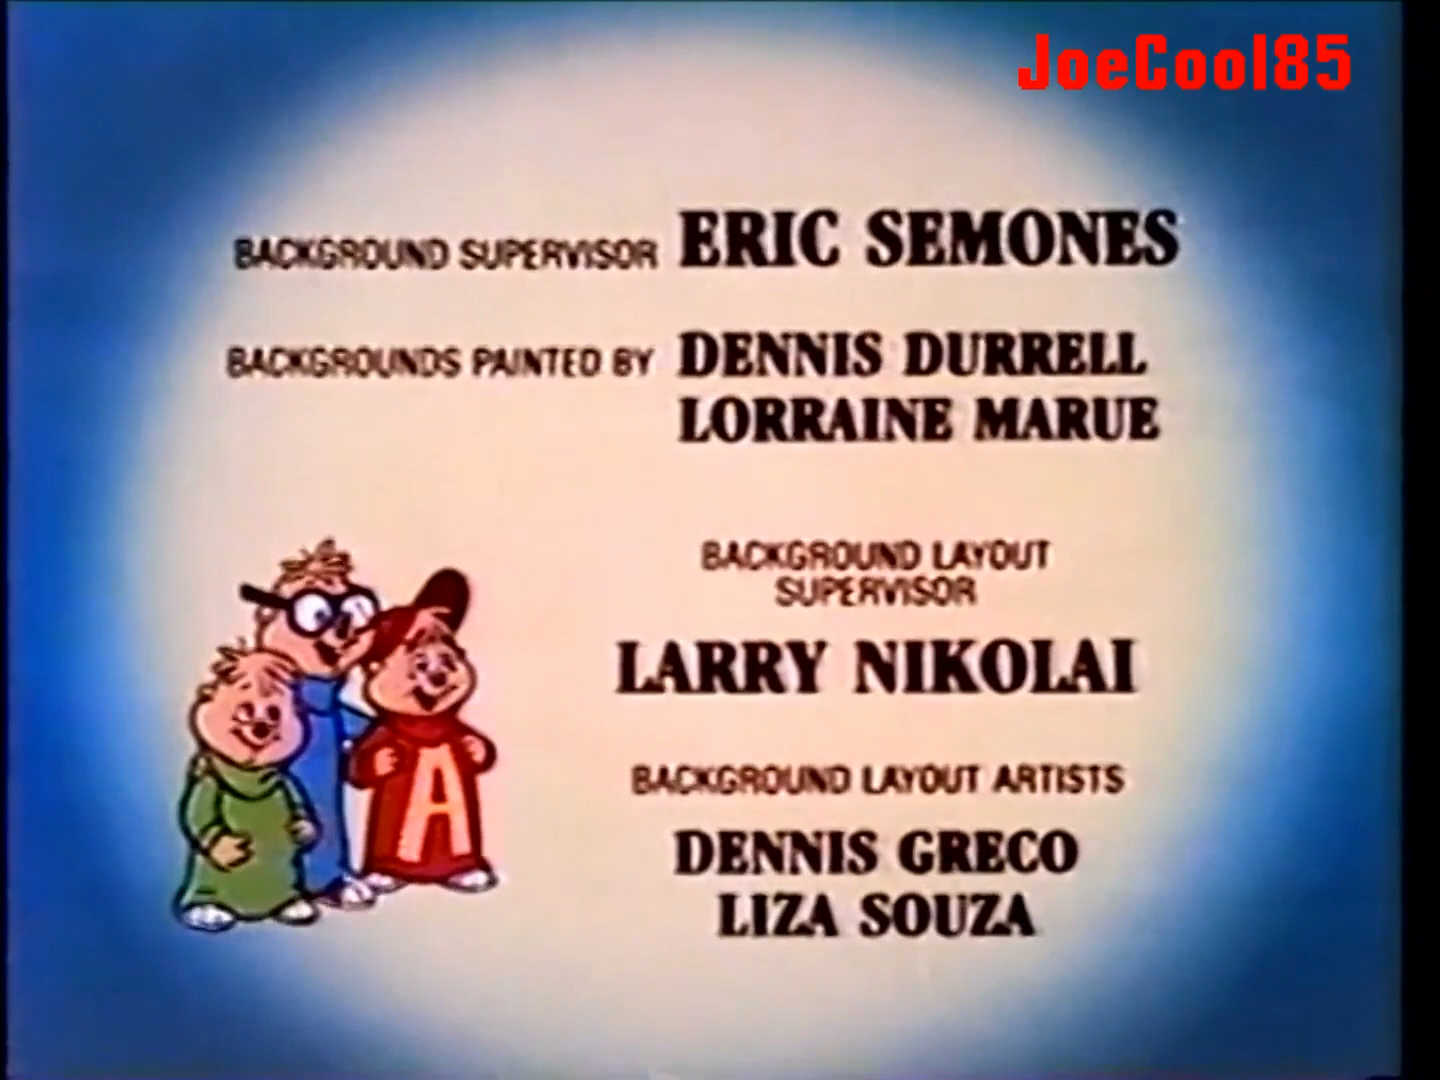 JoeCool85
BACKGROUND SUPERVISOR ERIC SEMONES
BACKGROUNDS PAINTED BY DENNIS DURRELL
LORRAINE MARUE
BACKGROUND LAYOUT
SUPERVISOR
LARRY NIKOLAI
BACKGROUND LAYOUT ARTISTS
DENNIS GRECO
LIZA SOUZA
A